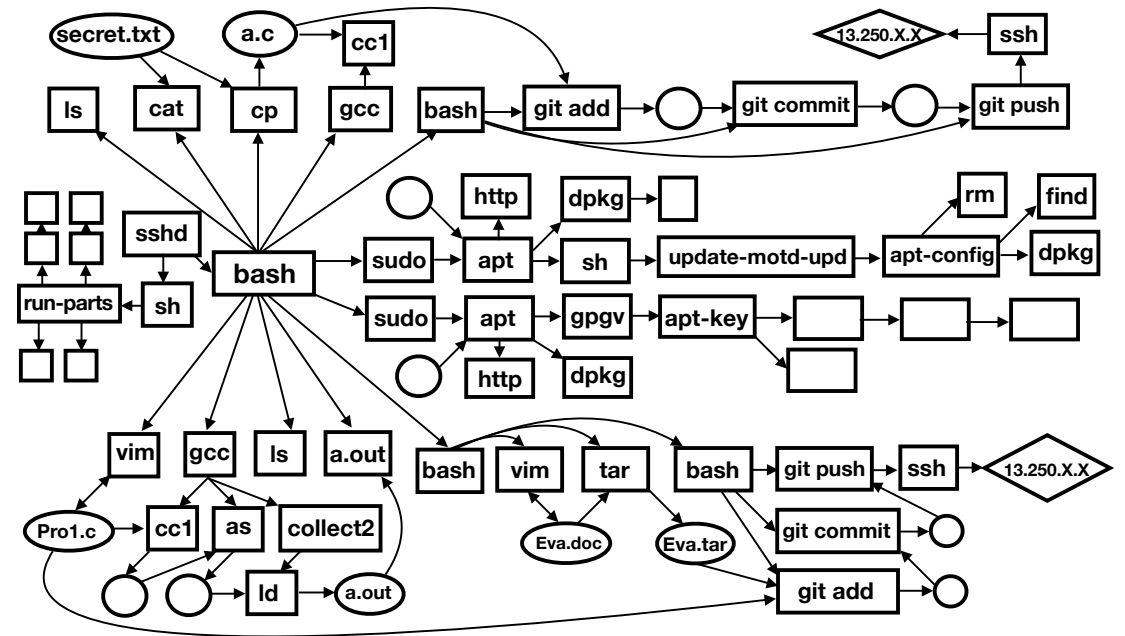 secret.txt
a.c
cc1
13.250.X.X
ssh
ls
cat
cp
gcc
bash
git add
git commit
git push
http
dpkg
rm
find
sshd
bash
sudo
apt
sh
update-motd-upd
apt-config
dpkg
run-parts
sh
sudo
apt
gpgv
apt-key
http
dpkg
vim
gcc
ls
a.out
bash
vim
tar
bash
git push
ssh
13.250.X.X
Pro1.c
cc1
as
collect2
Eva.doc
Eva.tar
git commit
ld
a.out
git add